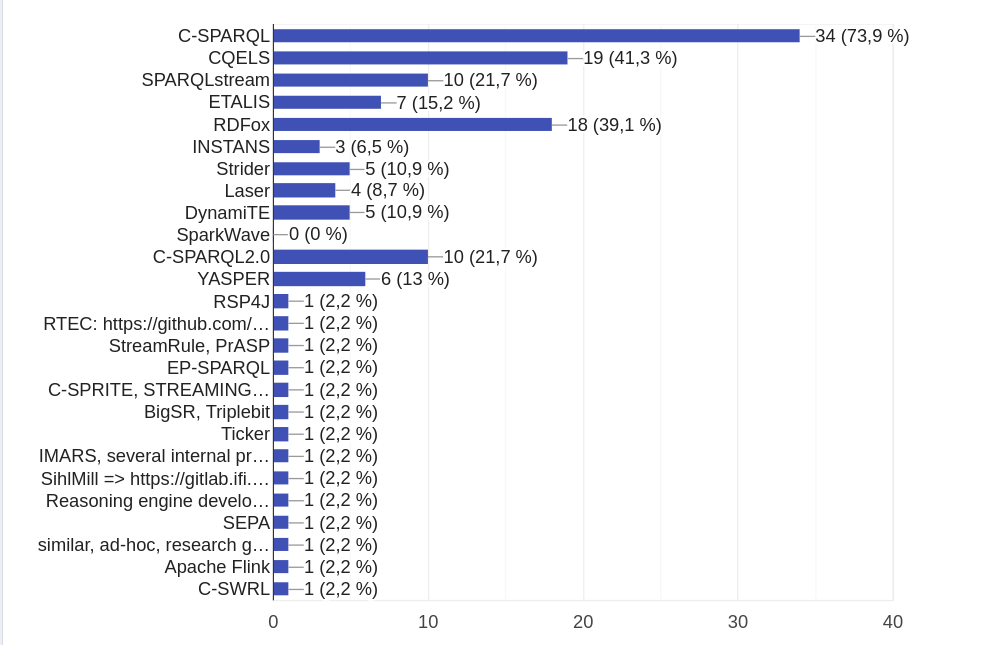 C-SPARQL 34 (73,9 %)
CQELS 19 (41,3 %)
SPARQLstream 10 (21,7 %)
ETALIS 7 (15,2 %)
RDFox 18 (39,1 %)
INSTANS 3 (6,5 %)
Strider 5 (10,9 %)
Laser 4 (8,7 %)
DynamiTE 5 (10,9 %)
SparkWave 0 (0 %)
C-SPARQL2.0 10 (21,7 %)
YASPER 6 (13 %)
RSP4J 1 (2,2 %)
RTEC: https://github.com/… 1 (2,2 %)
StreamRule, PrASP 1 (2,2 %)
EP-SPARQL 1 (2,2 %)
C-SPRITE, STREAMING… 1 (2,2 %)
BigSR, Triplebit 1 (2,2 %)
Ticker 1 (2,2 %)
IMARS, several internal pr… 1 (2,2 %)
SihlMill => https://gitlab.ifi.… 1 (2,2 %)
Reasoning engine develo… 1 (2,2 %)
SEPA 1 (2,2 %)
similar, ad-hoc, research g… 1 (2,2 %)
Apache Flink 1 (2,2 %)
C-SWRL 1 (2,2 %)
0 10 20 30 40